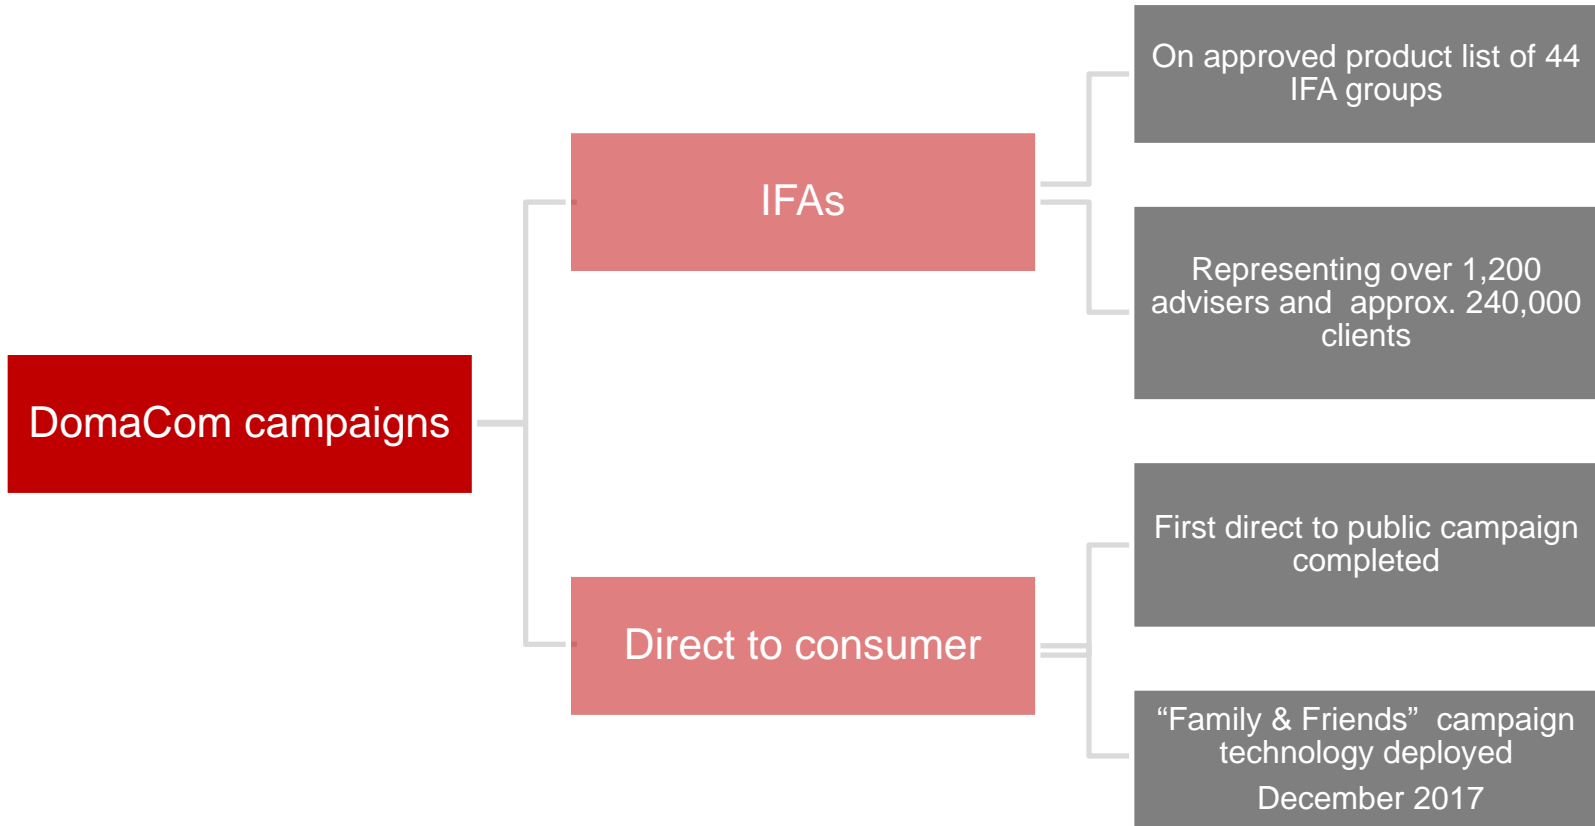 DomaCom campaigns
IFAs
On approved product list of 44
IFA groups
Representing over 1,200
advisers and  approx. 240,000
clients
Direct to consumer
First direct to public campaign
completed
“Family & Friends”  campaign
technology deployed
December 2017